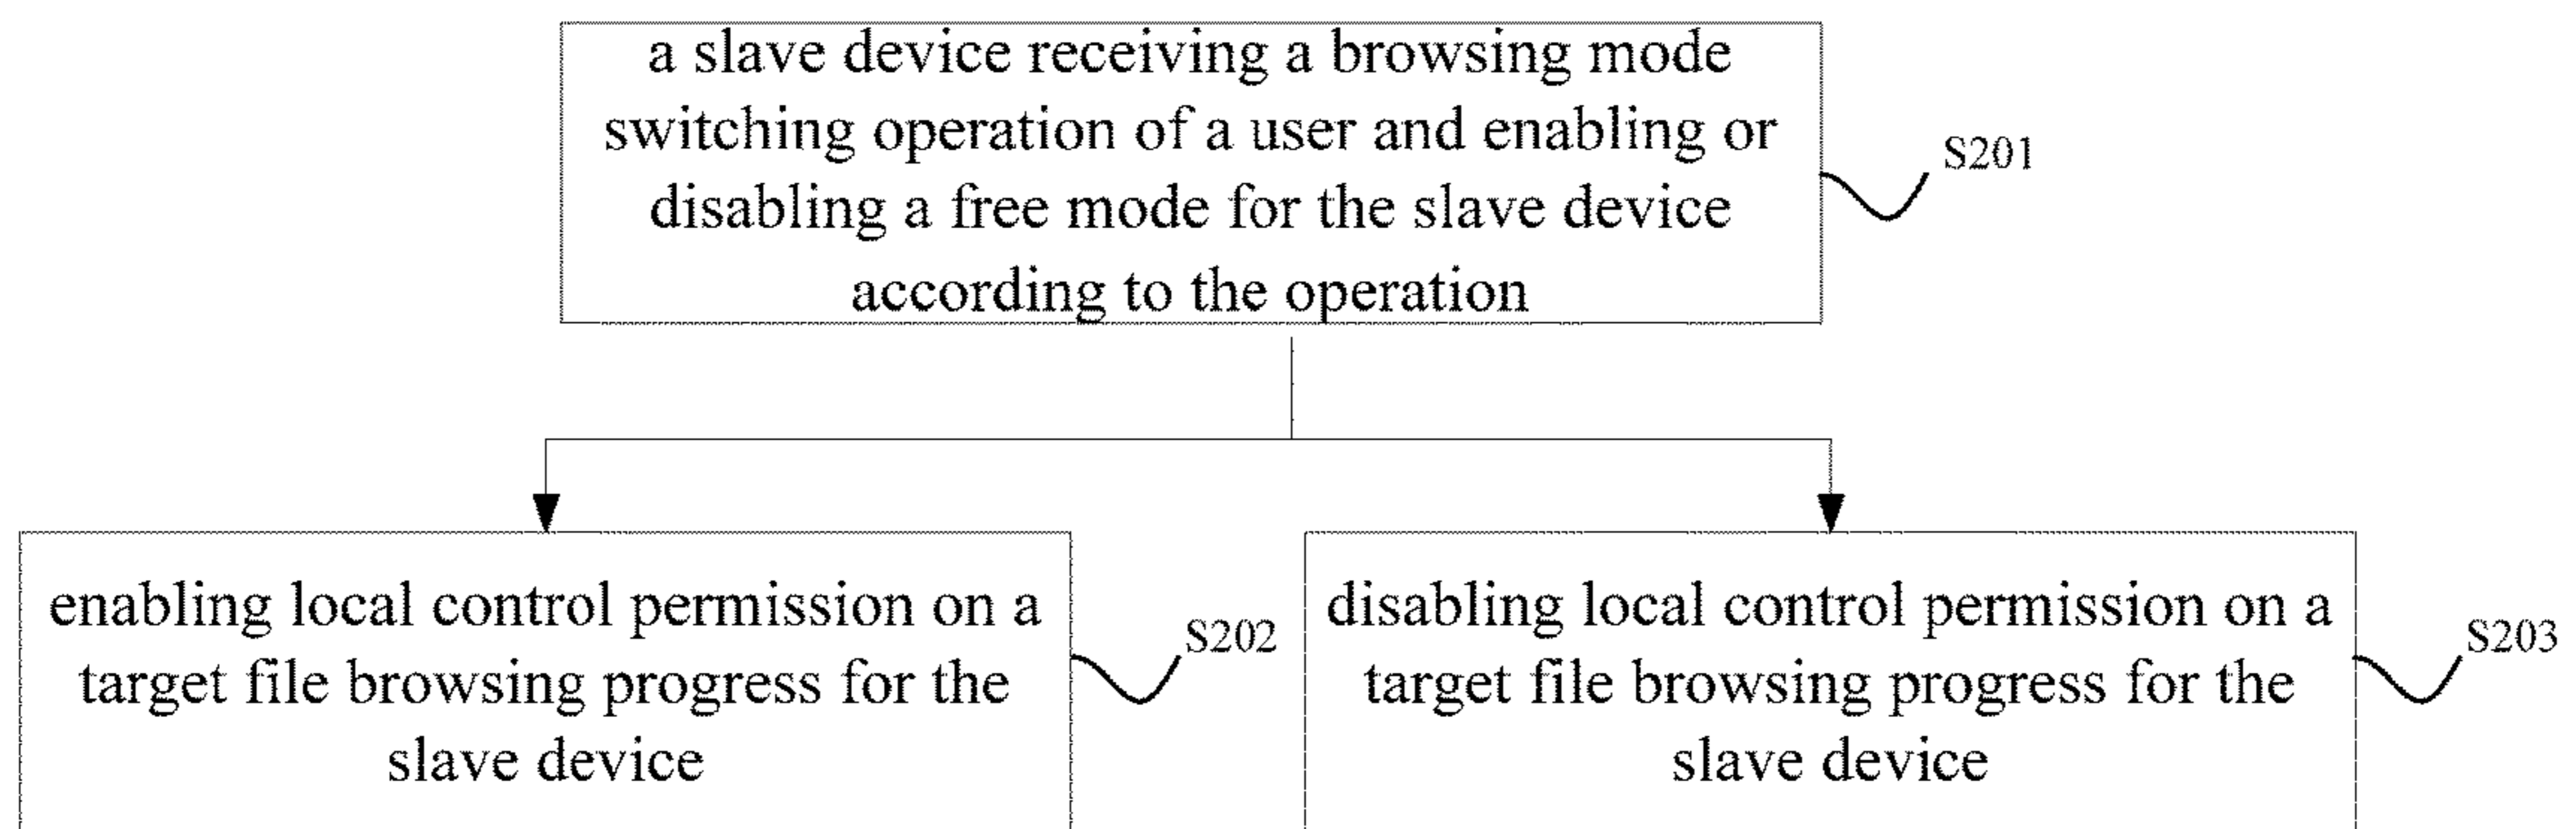 a slave device receiving a browsing mode
switching operation of a user and enabling or
disabling a free mode for the slave device
according to the operation
S201
enabling local control permission on a
target file browsing progress for the
slave device
S202
disabling local control permission on a
target file browsing progress for the
slave device
S203